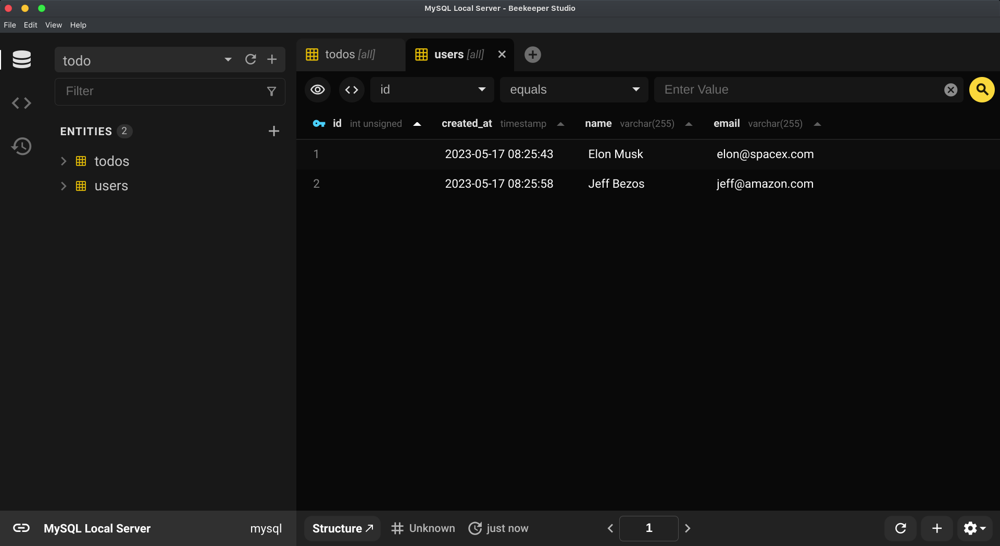 MySQL Local Server - Beekeeper Studio
File Edit View Help
todo
Filter
ENTITIES 2
todos
users
todos [all] users [all]
id equals Enter Value
id int unsigned created_at timestamp name varchar(255) email varchar(255)
1 2023-05-17 08:25:43 Elon Musk elon@spacex.com
2 2023-05-17 08:25:58 Jeff Bezos jeff@amazon.com
MySQL Local Server mysql Structure Unknown just now 1